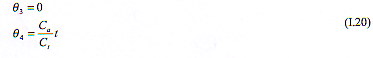 θ₃ = 0
θ₄ = Cₐ/Cₜ t (I.20)